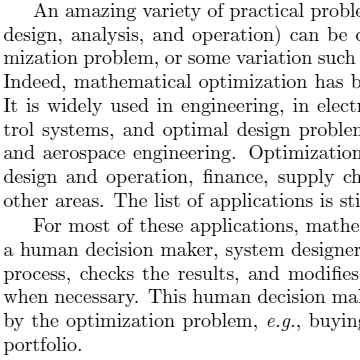 An amazing variety of practical proble
design, analysis, and operation) can be c
mization problem, or some variation such
Indeed, mathematical optimization has b
It is widely used in engineering, in elect
trol systems, and optimal design problem
and aerospace engineering. Optimization
design and operation, finance, supply ch
other areas. The list of applications is sti
For most of these applications, mathe
a human decision maker, system designer
process, checks the results, and modifies
when necessary. This human decision mak
by the optimization problem, e.g., buying
portfolio.